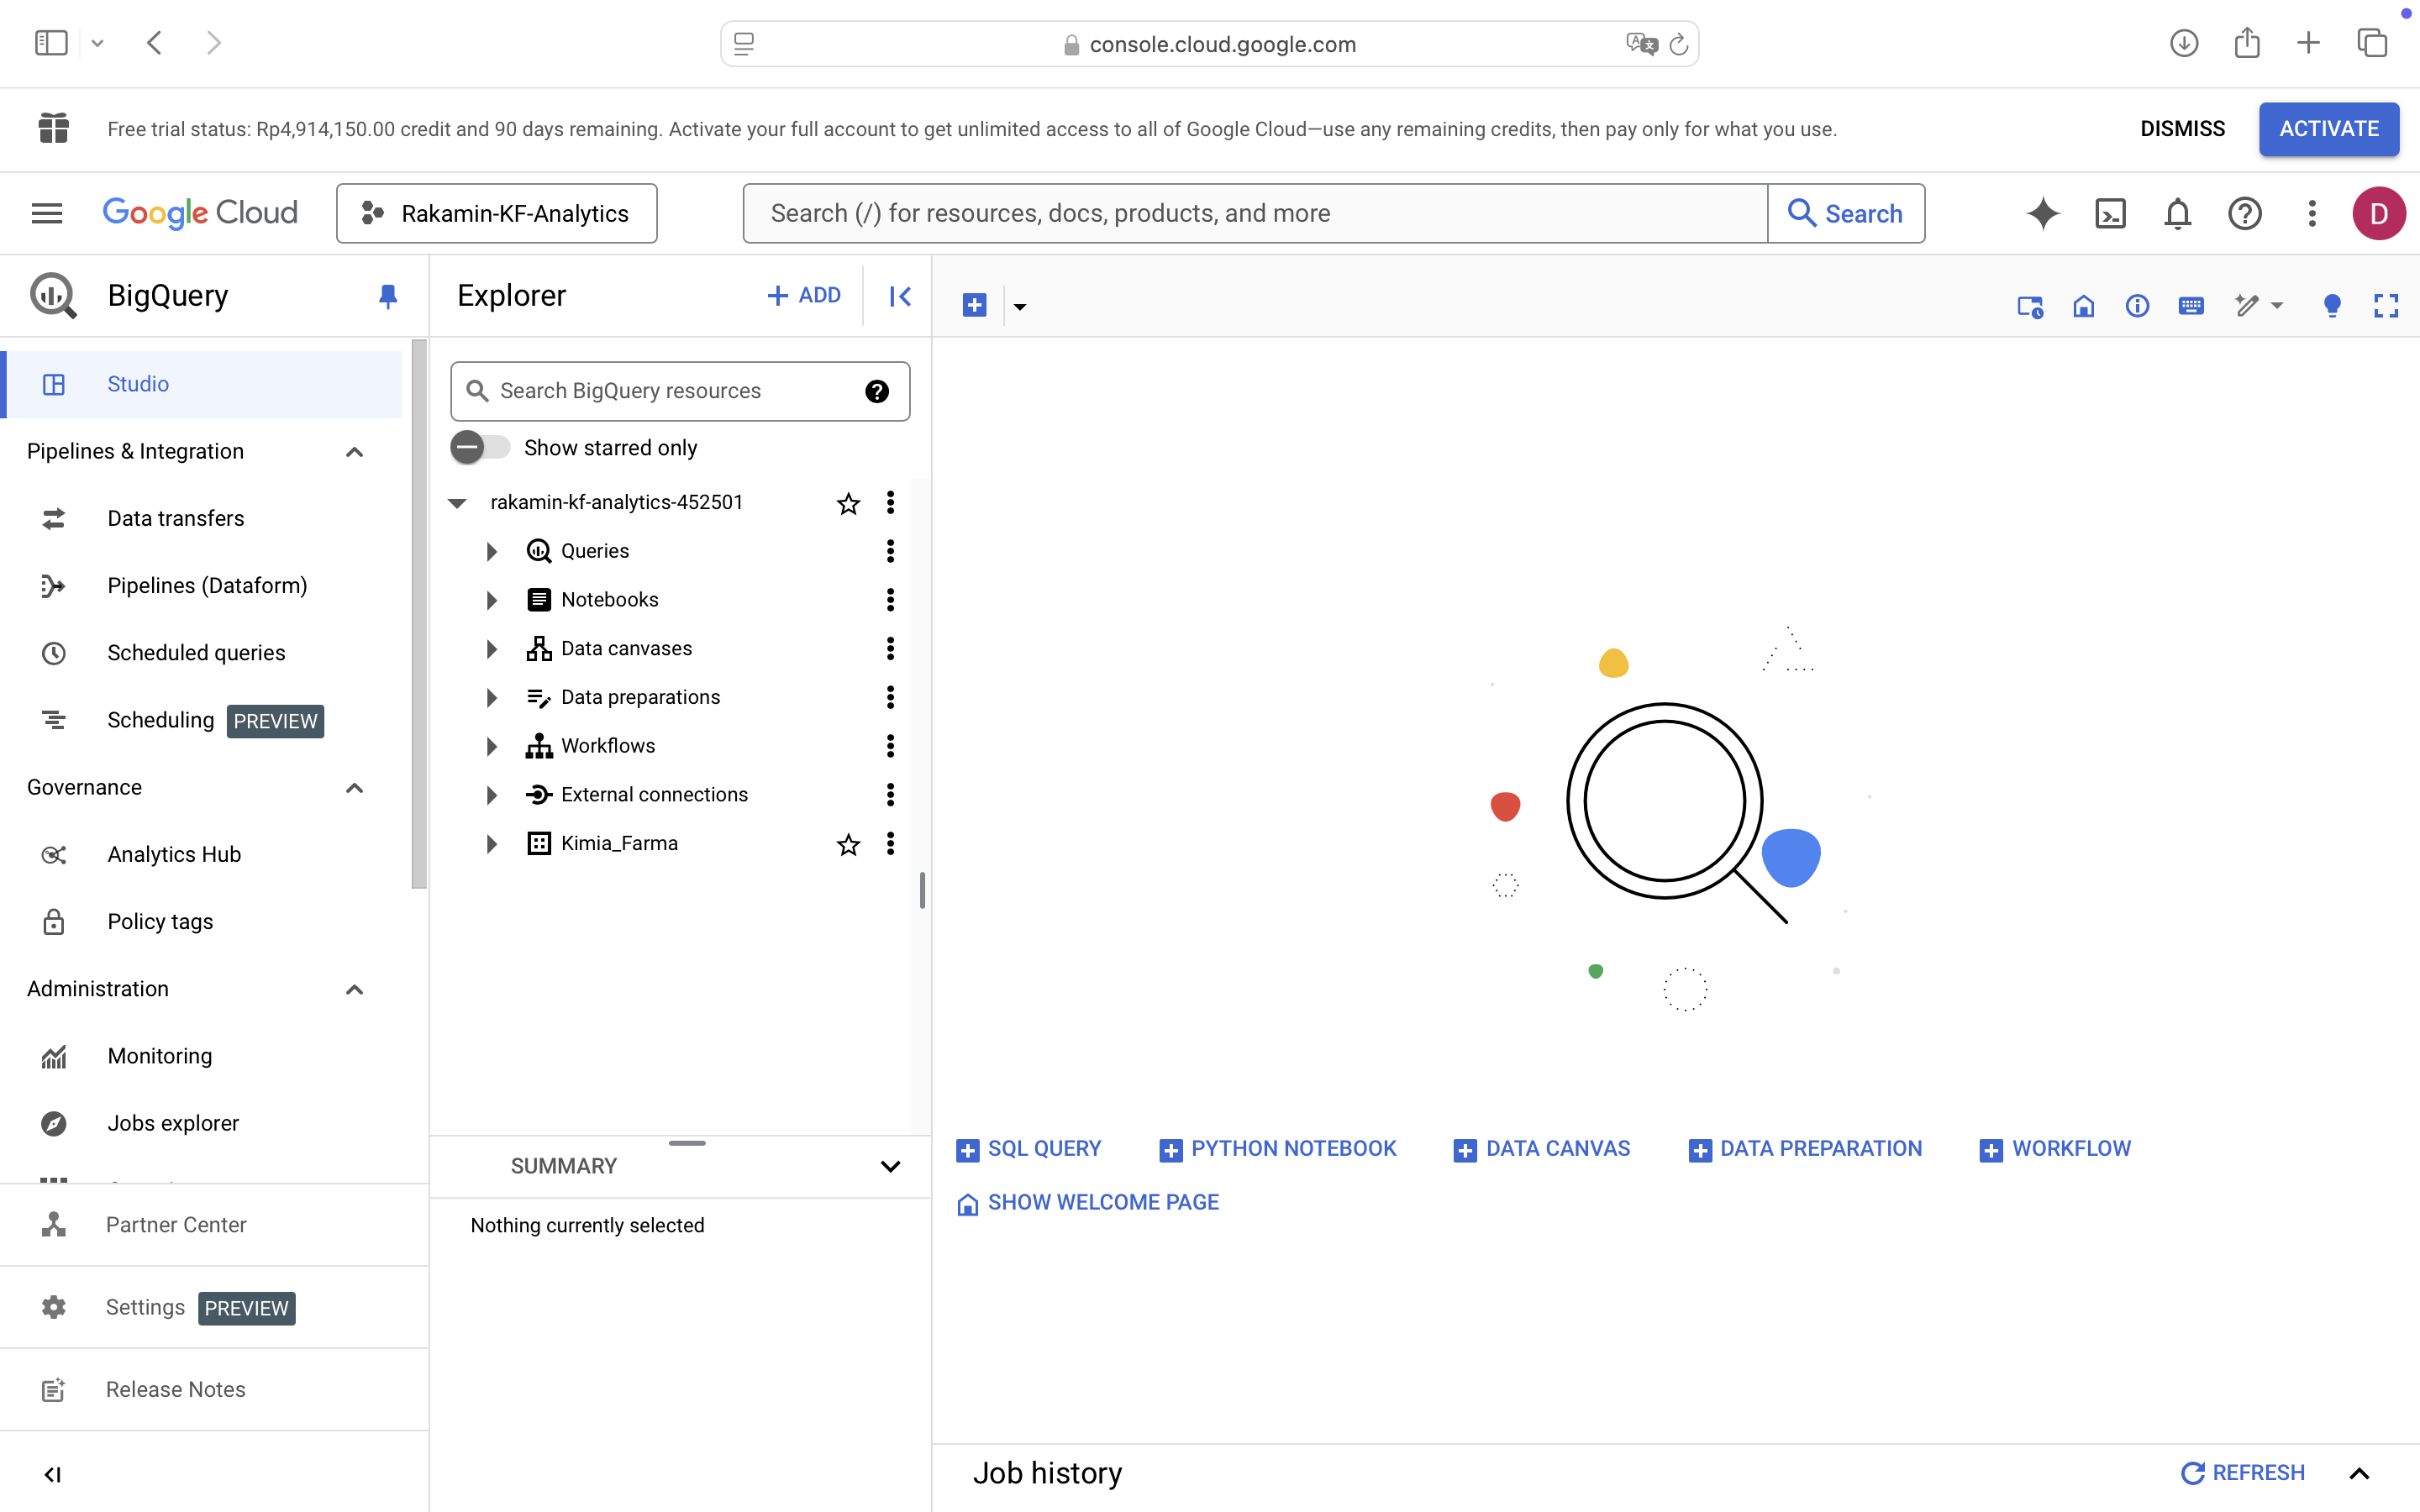 console.cloud.google.com
Free trial status: Rp4,914,150.00 credit and 90 days remaining. Activate your full account to get unlimited access to all of Google Cloud—use any remaining credits, then pay only for what you use.
DISMISS
ACTIVATE
Google Cloud
Rakamin-KF-Analytics
Search (/) for resources, docs, products, and more
Search
D
BigQuery
Studio
Pipelines & Integration
Data transfers
Pipelines (Dataform)
Scheduled queries
Scheduling PREVIEW
Governance
Analytics Hub
Policy tags
Administration
Monitoring
Jobs explorer
Partner Center
Settings PREVIEW
Release Notes
Explorer
+ ADD
Search BigQuery resources
Show starred only
rakamin-kf-analytics-452501
Queries
Notebooks
Data canvases
Data preparations
Workflows
External connections
Kimia_Farma
SUMMARY
Nothing currently selected
SQL QUERY
PYTHON NOTEBOOK
DATA CANVAS
DATA PREPARATION
WORKFLOW
SHOW WELCOME PAGE
Job history
REFRESH